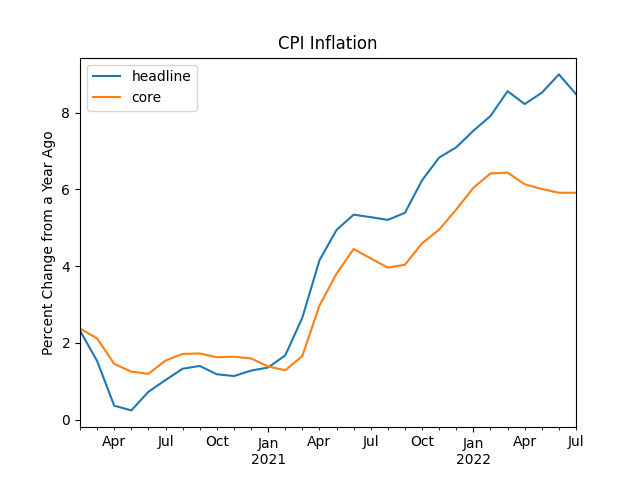 CPI Inflation
headline
core
Percent Change from a Year Ago
8
6
4
2
0
Apr Jul Oct Jan Apr Jul Oct Jan Apr Jul
2021 2022